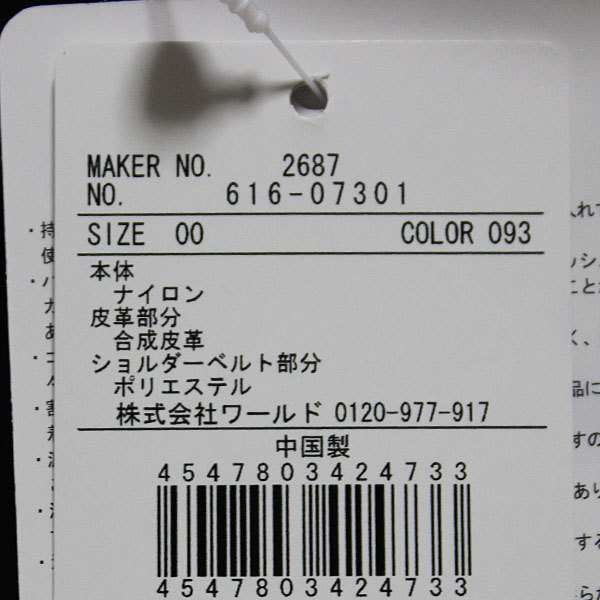 MAKER NO. 2687
NO. 616-07301
SIZE 00 COLOR 093
本体
ナイロン
皮革部分
合成皮革
ショルダーベルト部分
ポリエステル
株式会社ワールド 0120-977-917
中国製
4547803424733
4547803424733